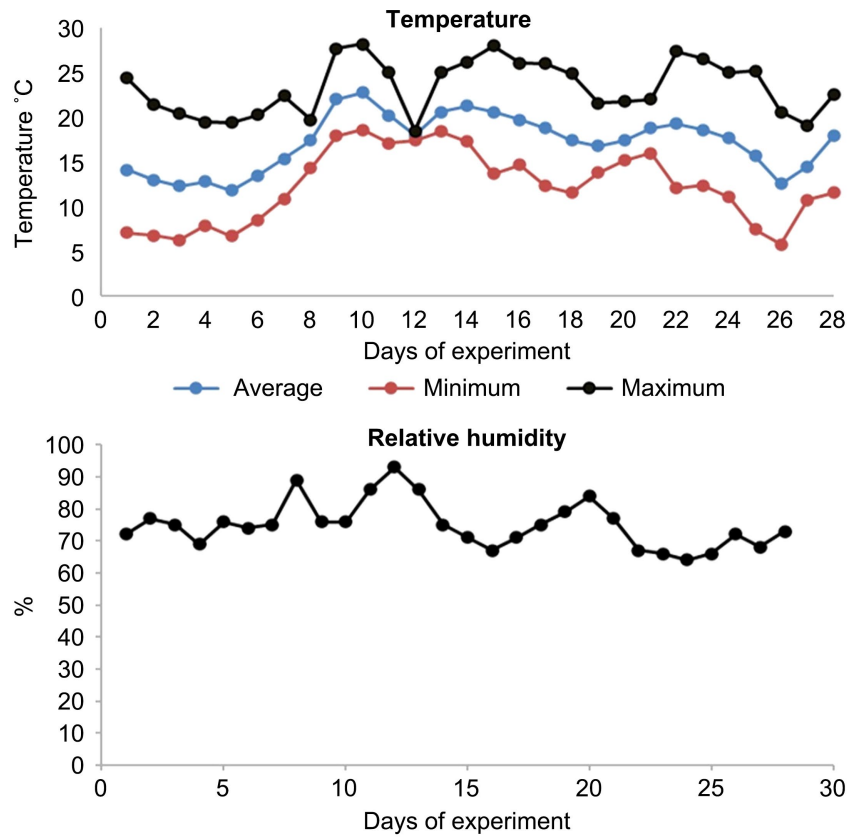 Temperature
30
25
20
15
10
5
0
Temperature ˚C
0 2 4 6 8 10 12 14 16 18 20 22 24 26 28
Days of experiment
Average Minimum Maximum
Relative humidity
100
90
80
70
60
50
40
30
20
10
0
%
0 5 10 15 20 25 30
Days of experiment